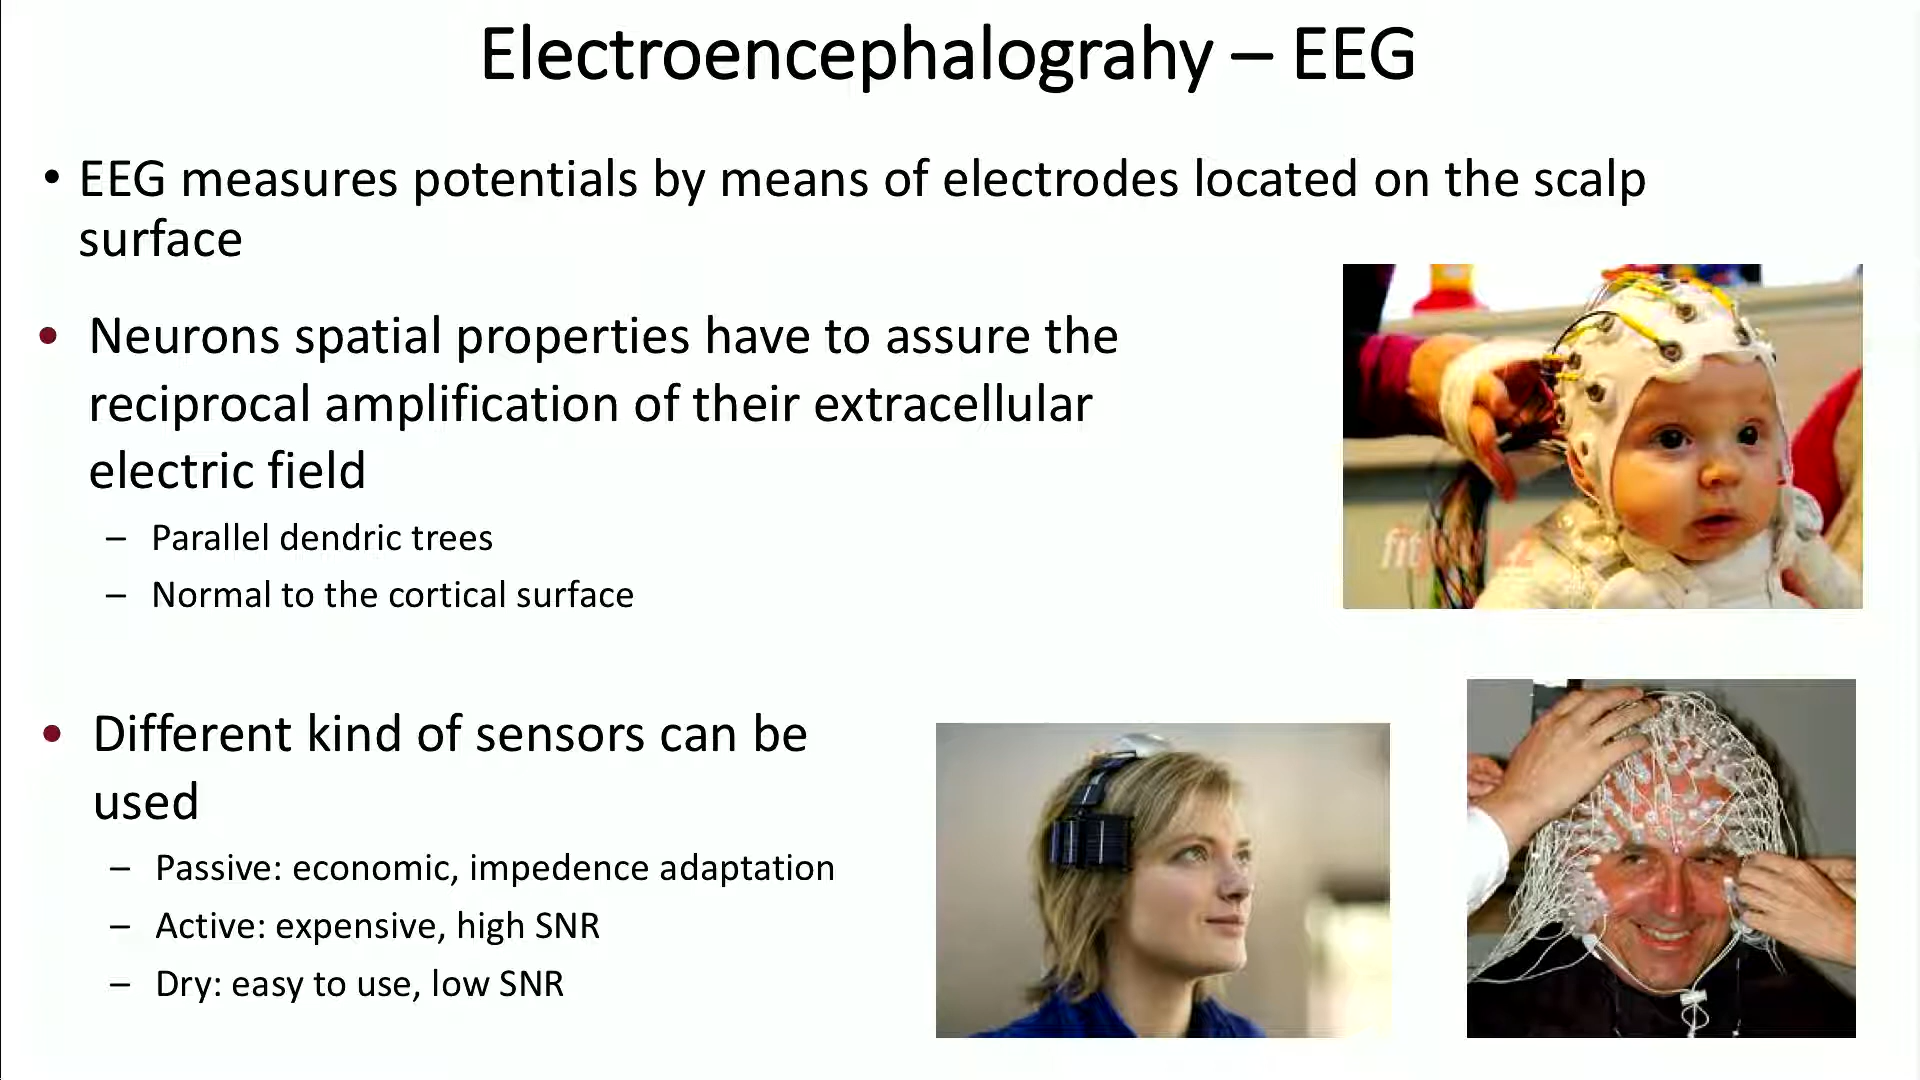 Electroencephalograhy – EEG
• EEG measures potentials by means of electrodes located on the scalp
surface
• Neurons spatial properties have to assure the
reciprocal amplification of their extracellular
electric field
– Parallel dendric trees
– Normal to the cortical surface
• Different kind of sensors can be
used
– Passive: economic, impedence adaptation
– Active: expensive, high SNR
– Dry: easy to use, low SNR